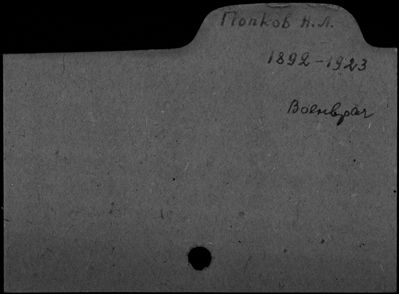 Попков Н.Л.
1892-1923
Военврач